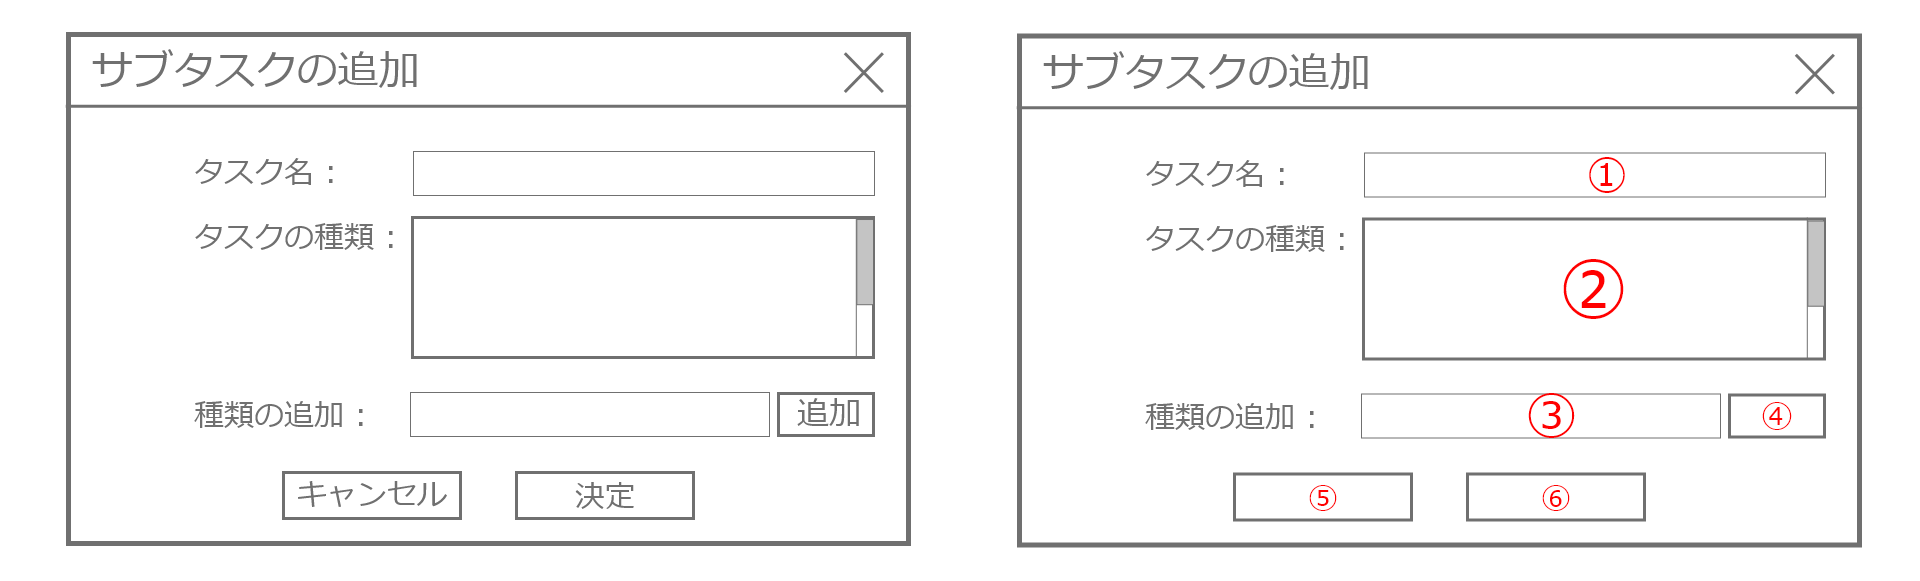 サブタスクの追加
タスク名：
タスクの種類：
種類の追加：
追加
キャンセル
決定
サブタスクの追加
タスク名：
①
タスクの種類：
②
種類の追加：
③
④
⑤
⑥